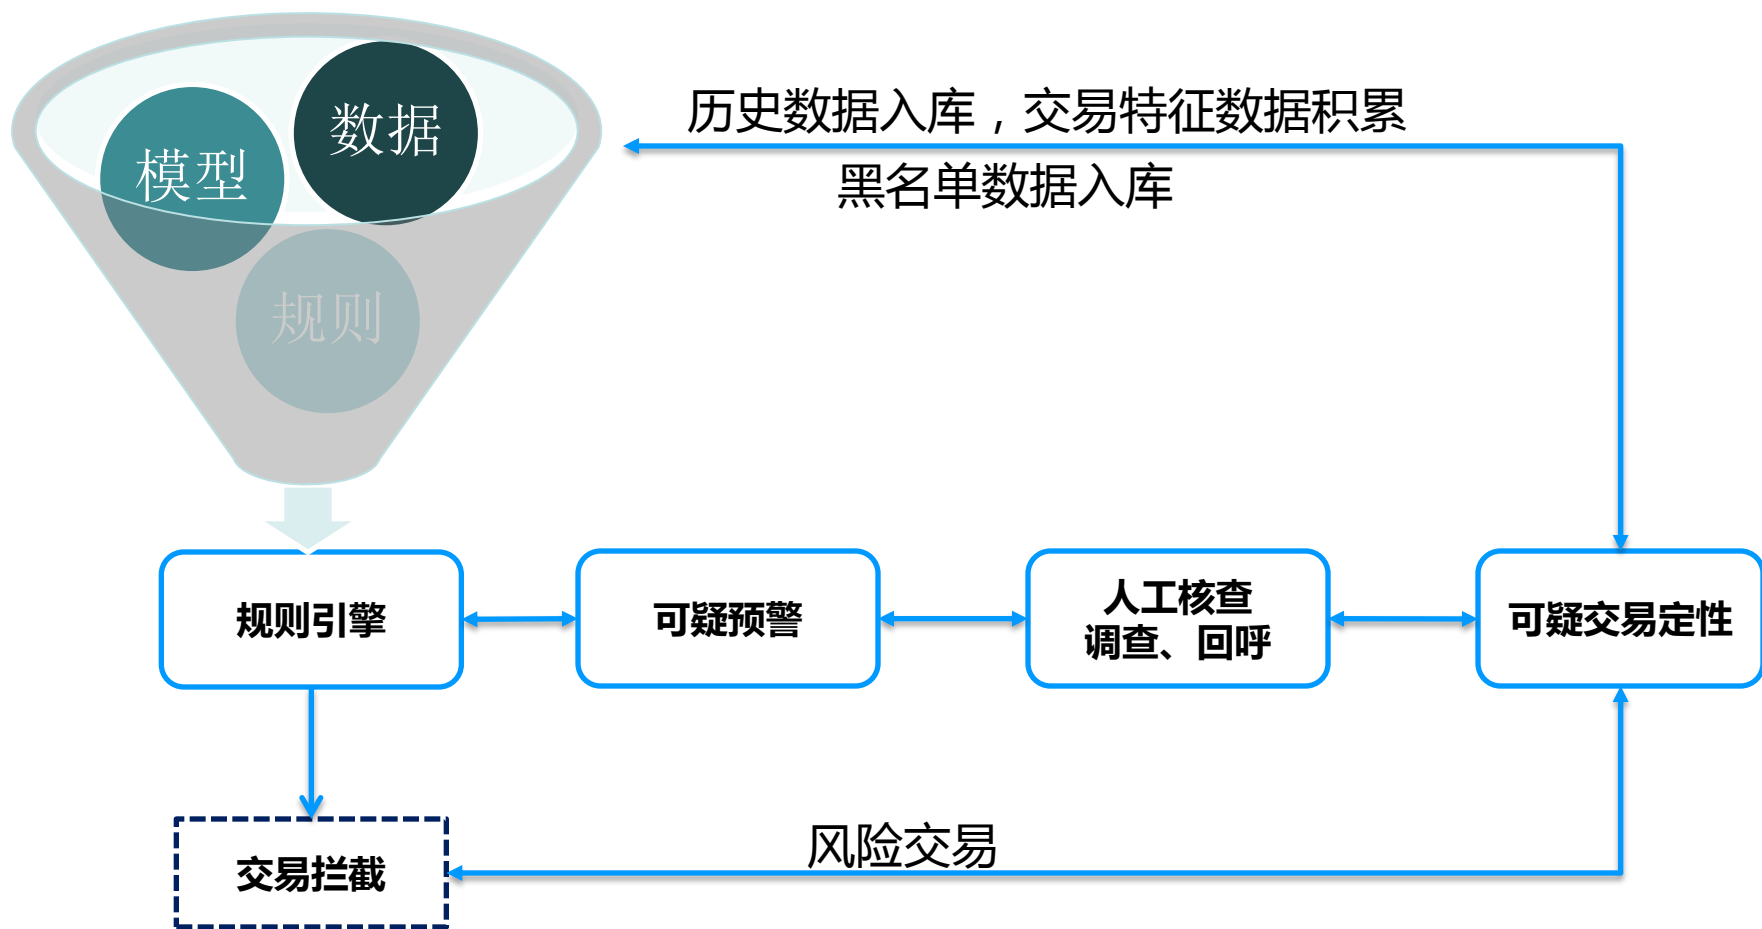 数据
模型
规则
历史数据入库，交易特征数据积累
黑名单数据入库
规则引擎
可疑预警
人工核查
调查、回呼
可疑交易定性
交易拦截
风险交易